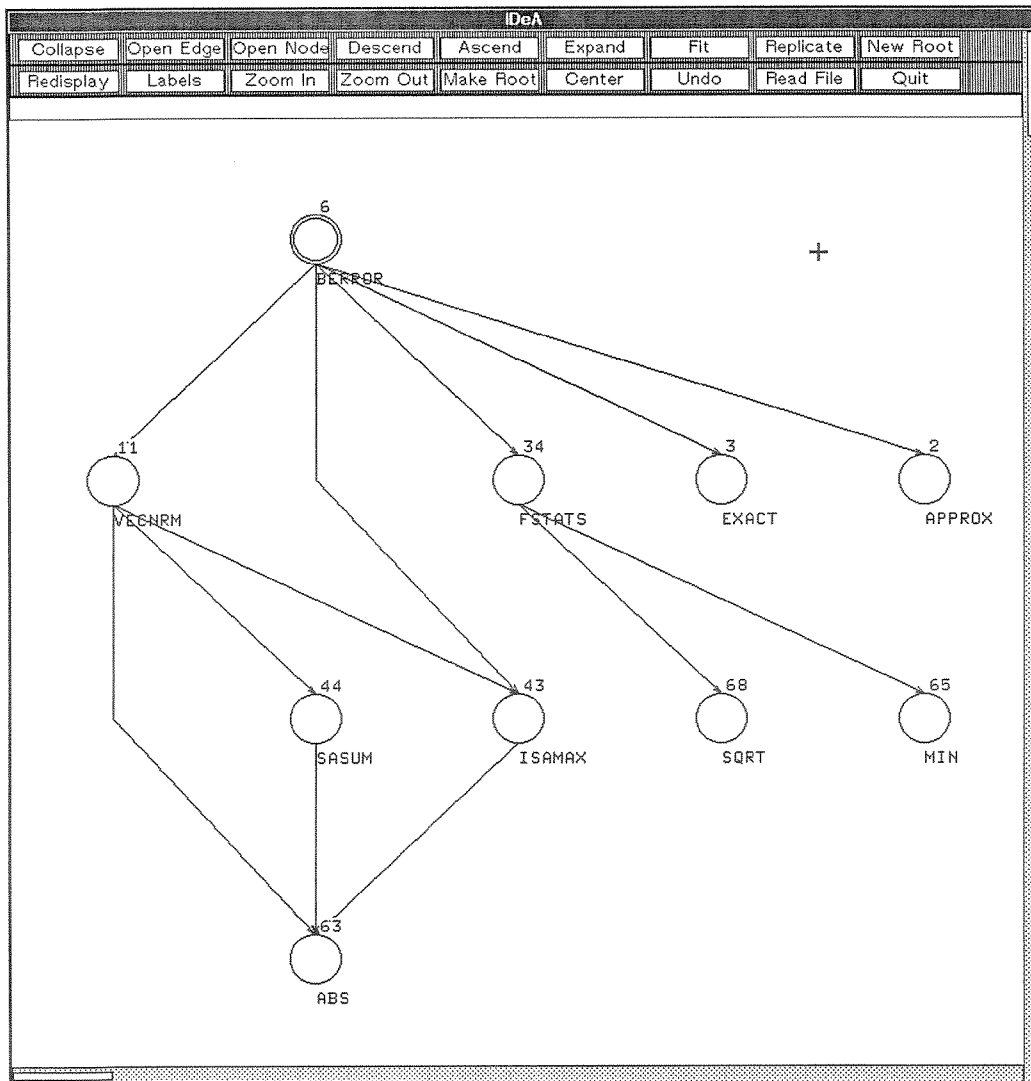 IDeA
Collapse Open Edge Open Node Descend Ascend Expand Fit Replicate New Root
Redisplay Labels Zoom In Zoom Out Make Root Center Undo Read File Quit
6
BERROR
11 34 3 2
VECNRM FSTATS EXACT APPROX
44 43 68 65
SASUM ISAMAX SQRT MIN
63
ABS